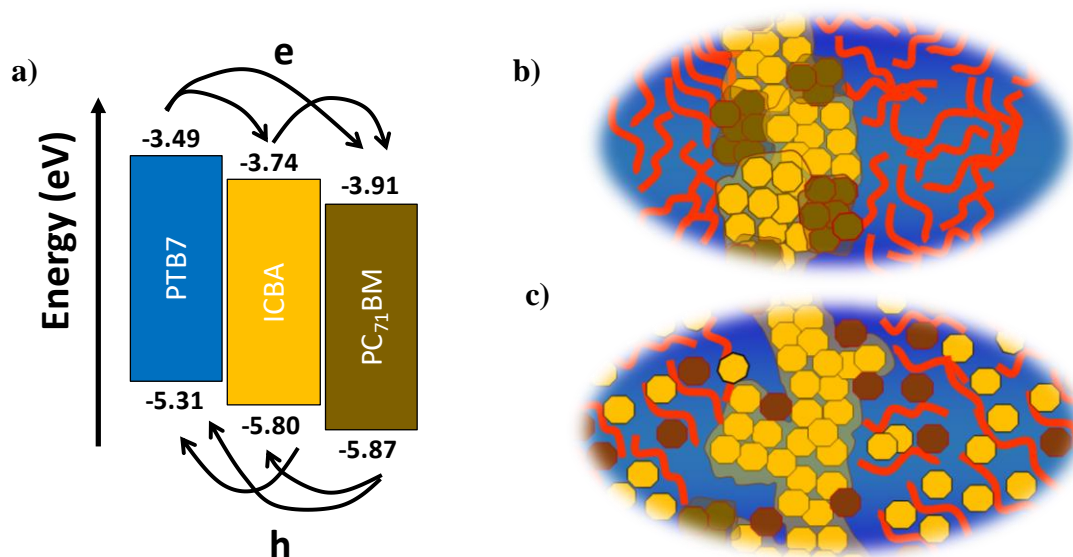 a)
e
Energy (eV)
-3.49
-3.74
-3.91
PTB7
ICBA
PC₇₁BM
-5.31
-5.80
-5.87
h
b)
c)